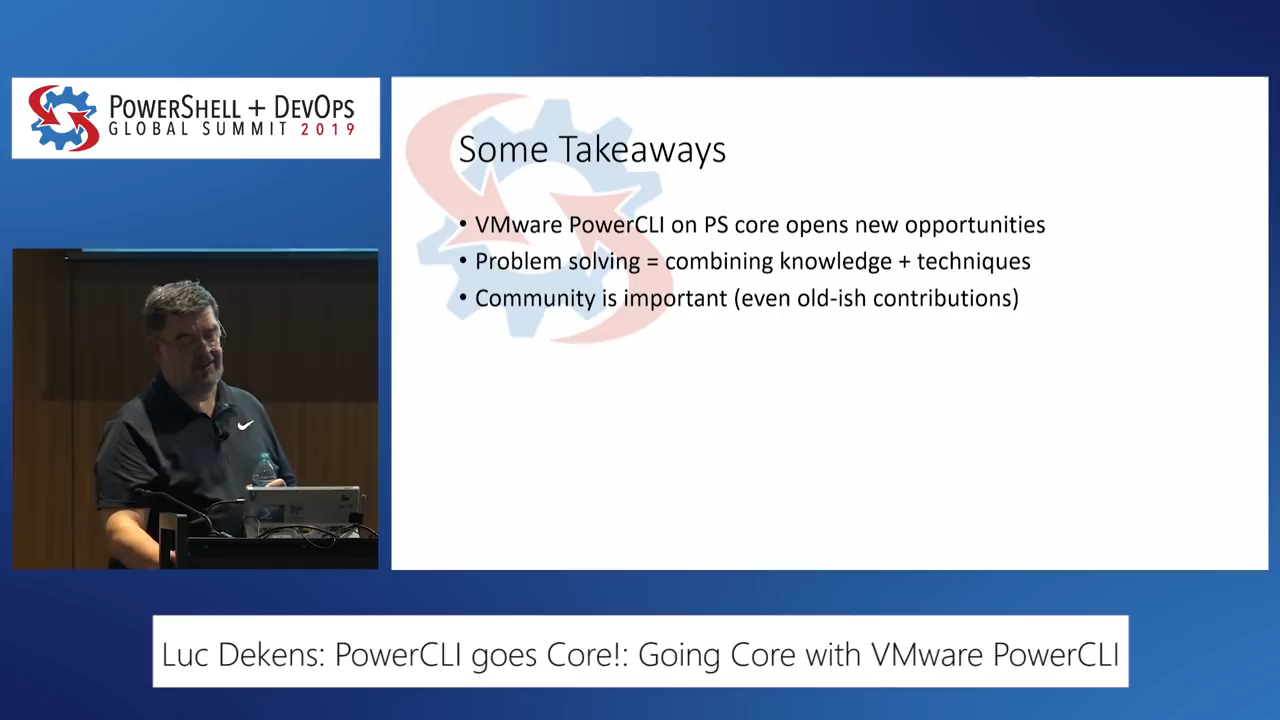 POWERSHELL + DEVOPS
GLOBAL SUMMIT 2019
Some Takeaways
• VMware PowerCLI on PS core opens new opportunities
• Problem solving = combining knowledge + techniques
• Community is important (even old-ish contributions)
Luc Dekens: PowerCLI goes Core!: Going Core with VMware PowerCLI